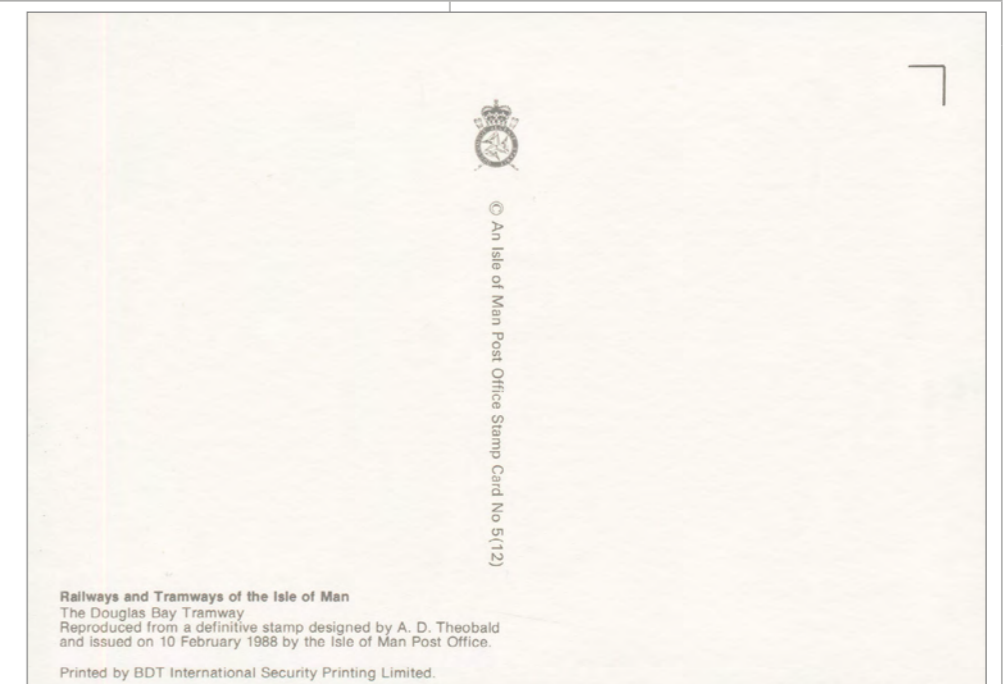 © An Isle of Man Post Office Stamp Card No 5(12)
Railways and Tramways of the Isle of Man
The Douglas Bay Tramway
Reproduced from a definitive stamp designed by A. D. Theobald
and issued on 10 February 1988 by the Isle of Man Post Office.
Printed by BDT International Security Printing Limited.